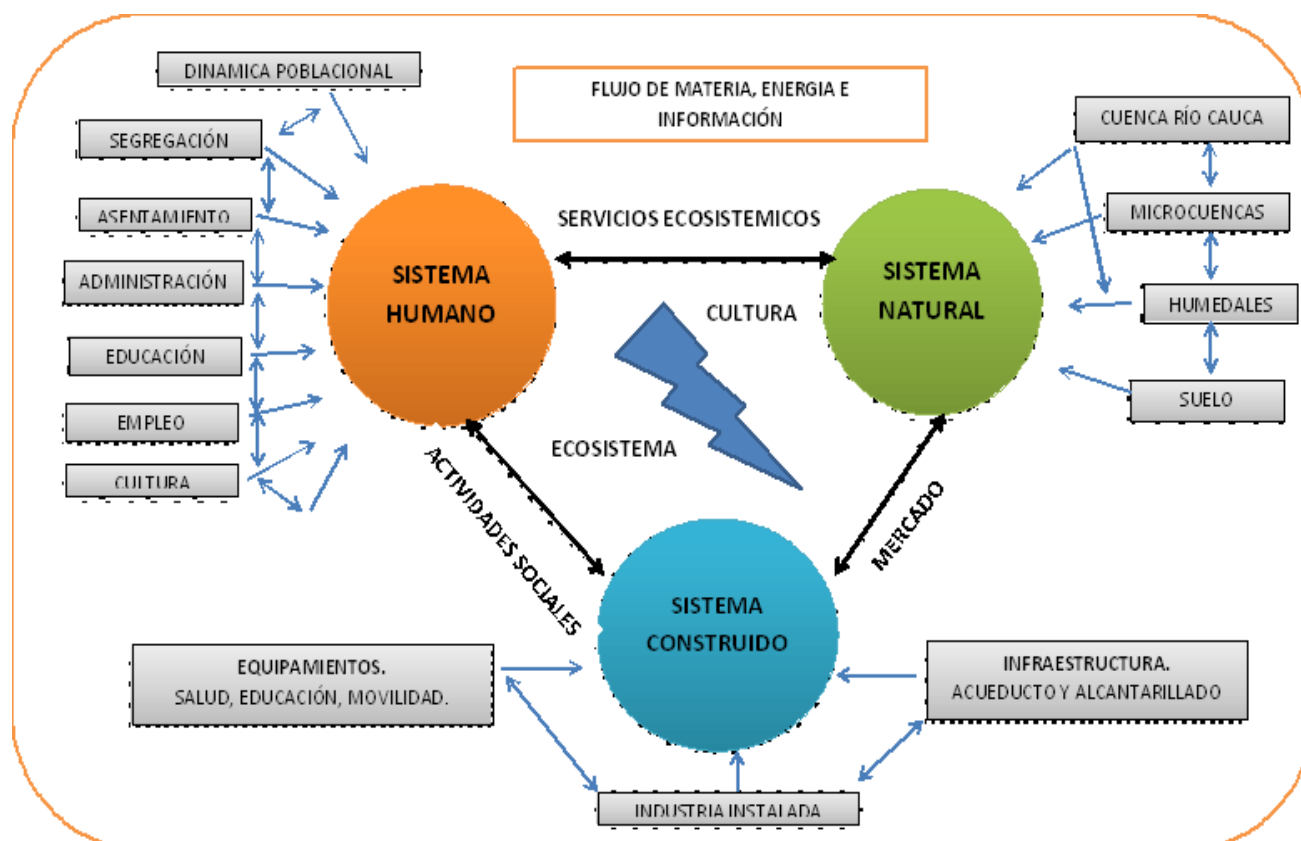 DINAMICA POBLACIONAL
FLUJO DE MATERIA, ENERGIA E
INFORMACIÓN
CUENCA RÍO CAUCA
SEGREGACIÓN
ASENTAMIENTO
SERVICIOS ECOSISTEMICOS
MICROCUENCAS
ADMINISTRACIÓN
SISTEMA
HUMANO
SISTEMA
NATURAL
CULTURA
HUMEDALES
EDUCACIÓN
SUELO
EMPLEO
ECOSISTEMA
CULTURA
ACTIVIDADES SOCIALES
MERCADO
SISTEMA
CONSTRUIDO
EQUIPAMIENTOS.
SALUD, EDUCACIÓN, MOVILIDAD.
INFRAESTRUCTURA.
ACUEDUCTO Y ALCANTARILLADO
INDUSTRIA INSTALADA